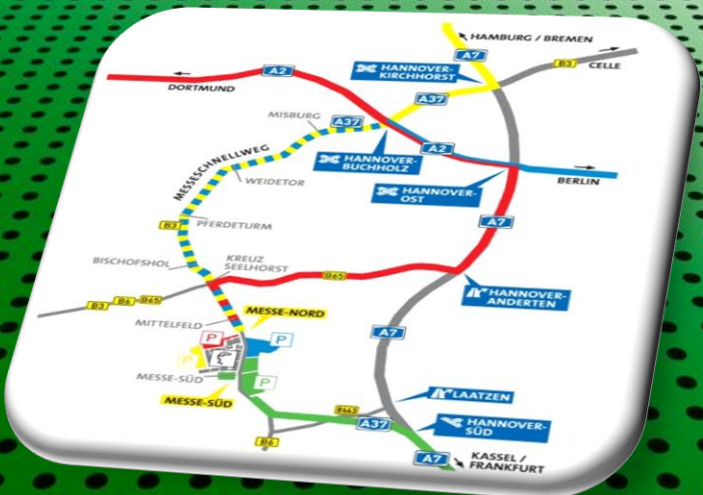 HAMBURG / BREMEN
A7
B3
CELLE
HANNOVER-
KIRCHHORST
A2
DORTMUND
A37
MISBURG
A37
A2
HANNOVER-
BUCHHOLZ
MESSESCHNELLWEG
WEIDETOR
HANNOVER-
OST
BERLIN
B3
PFERDETURM
A7
BISCHOFSHOL
KREUZ
SEELHORST
B65
HANNOVER-
ANDERTEN
B3
B6
B65
MESSE-NORD
MITTELFELD
A7
P
P
P
P
MESSE-SÜD
MESSE-SÜD
LAATZEN
B443
A37
HANNOVER-
SÜD
B6
A7
KASSEL /
FRANKFURT